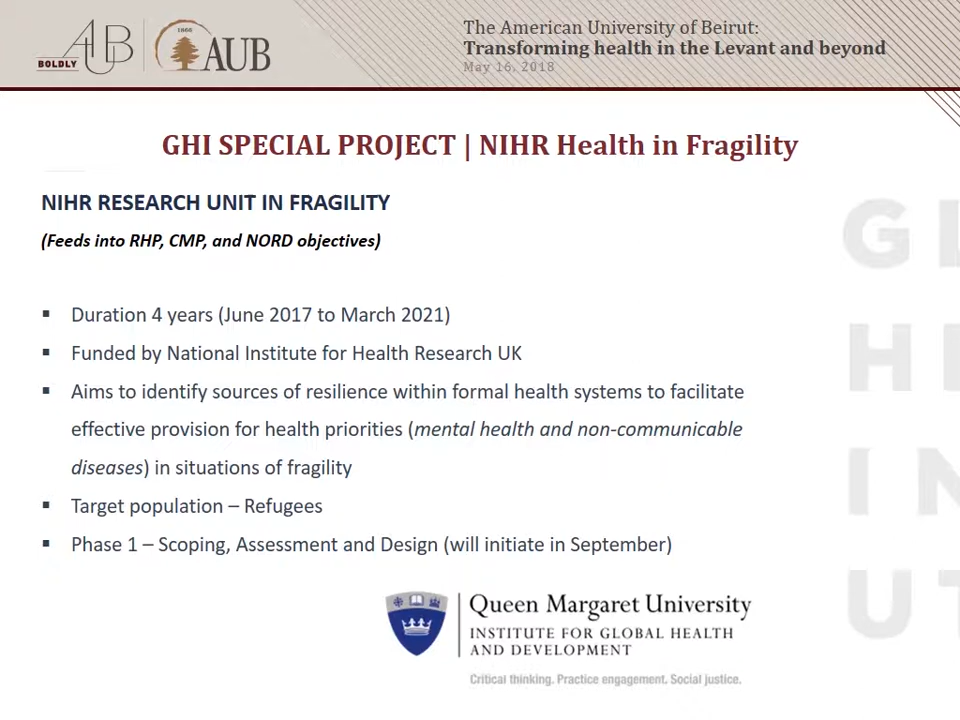 BOLDLY AUB
1866
AUB
The American University of Beirut:
Transforming health in the Levant and beyond
May 16, 2018
GHI SPECIAL PROJECT | NIHR Health in Fragility
NIHR RESEARCH UNIT IN FRAGILITY
(Feeds into RHP, CMP, and NORD objectives)
▪ Duration 4 years (June 2017 to March 2021)
▪ Funded by National Institute for Health Research UK
▪ Aims to identify sources of resilience within formal health systems to facilitate
effective provision for health priorities (mental health and non-communicable
diseases) in situations of fragility
▪ Target population – Refugees
▪ Phase 1 – Scoping, Assessment and Design (will initiate in September)
Queen Margaret University
INSTITUTE FOR GLOBAL HEALTH
AND DEVELOPMENT
Critical thinking. Practice engagement. Social justice.
G L
H E
I N
U T